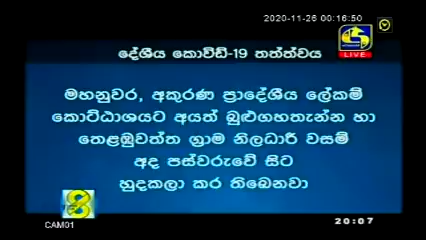 2020-11-26 00:16:50
LIVE
දේශීය කොවිඩ්-19 තත්ත්වය
මහනුවර, අකුරණ ප්‍රාදේශීය ලේකම්
කොට්ඨාශයට අයත් බුළුගහතැන්න හා
තෙළඹුවත්ත ග්‍රාම නිලධාරී වසම්
අද පස්වරුවේ සිට
හුදකලා කර තිබෙනවා
8
CAM01
20:07